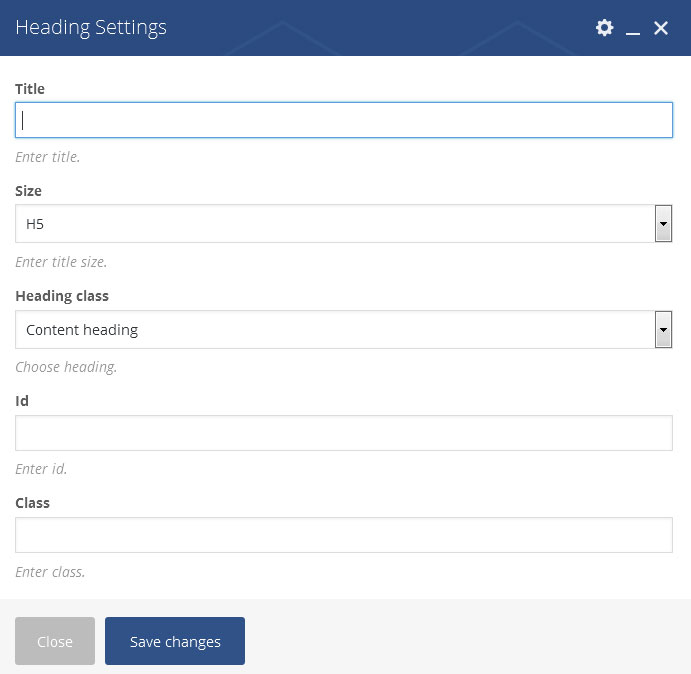 Heading Settings
Title
Enter title.
Size
H5
Enter title size.
Heading class
Content heading
Choose heading.
Id
Enter id.
Class
Enter class.
Close Save changes